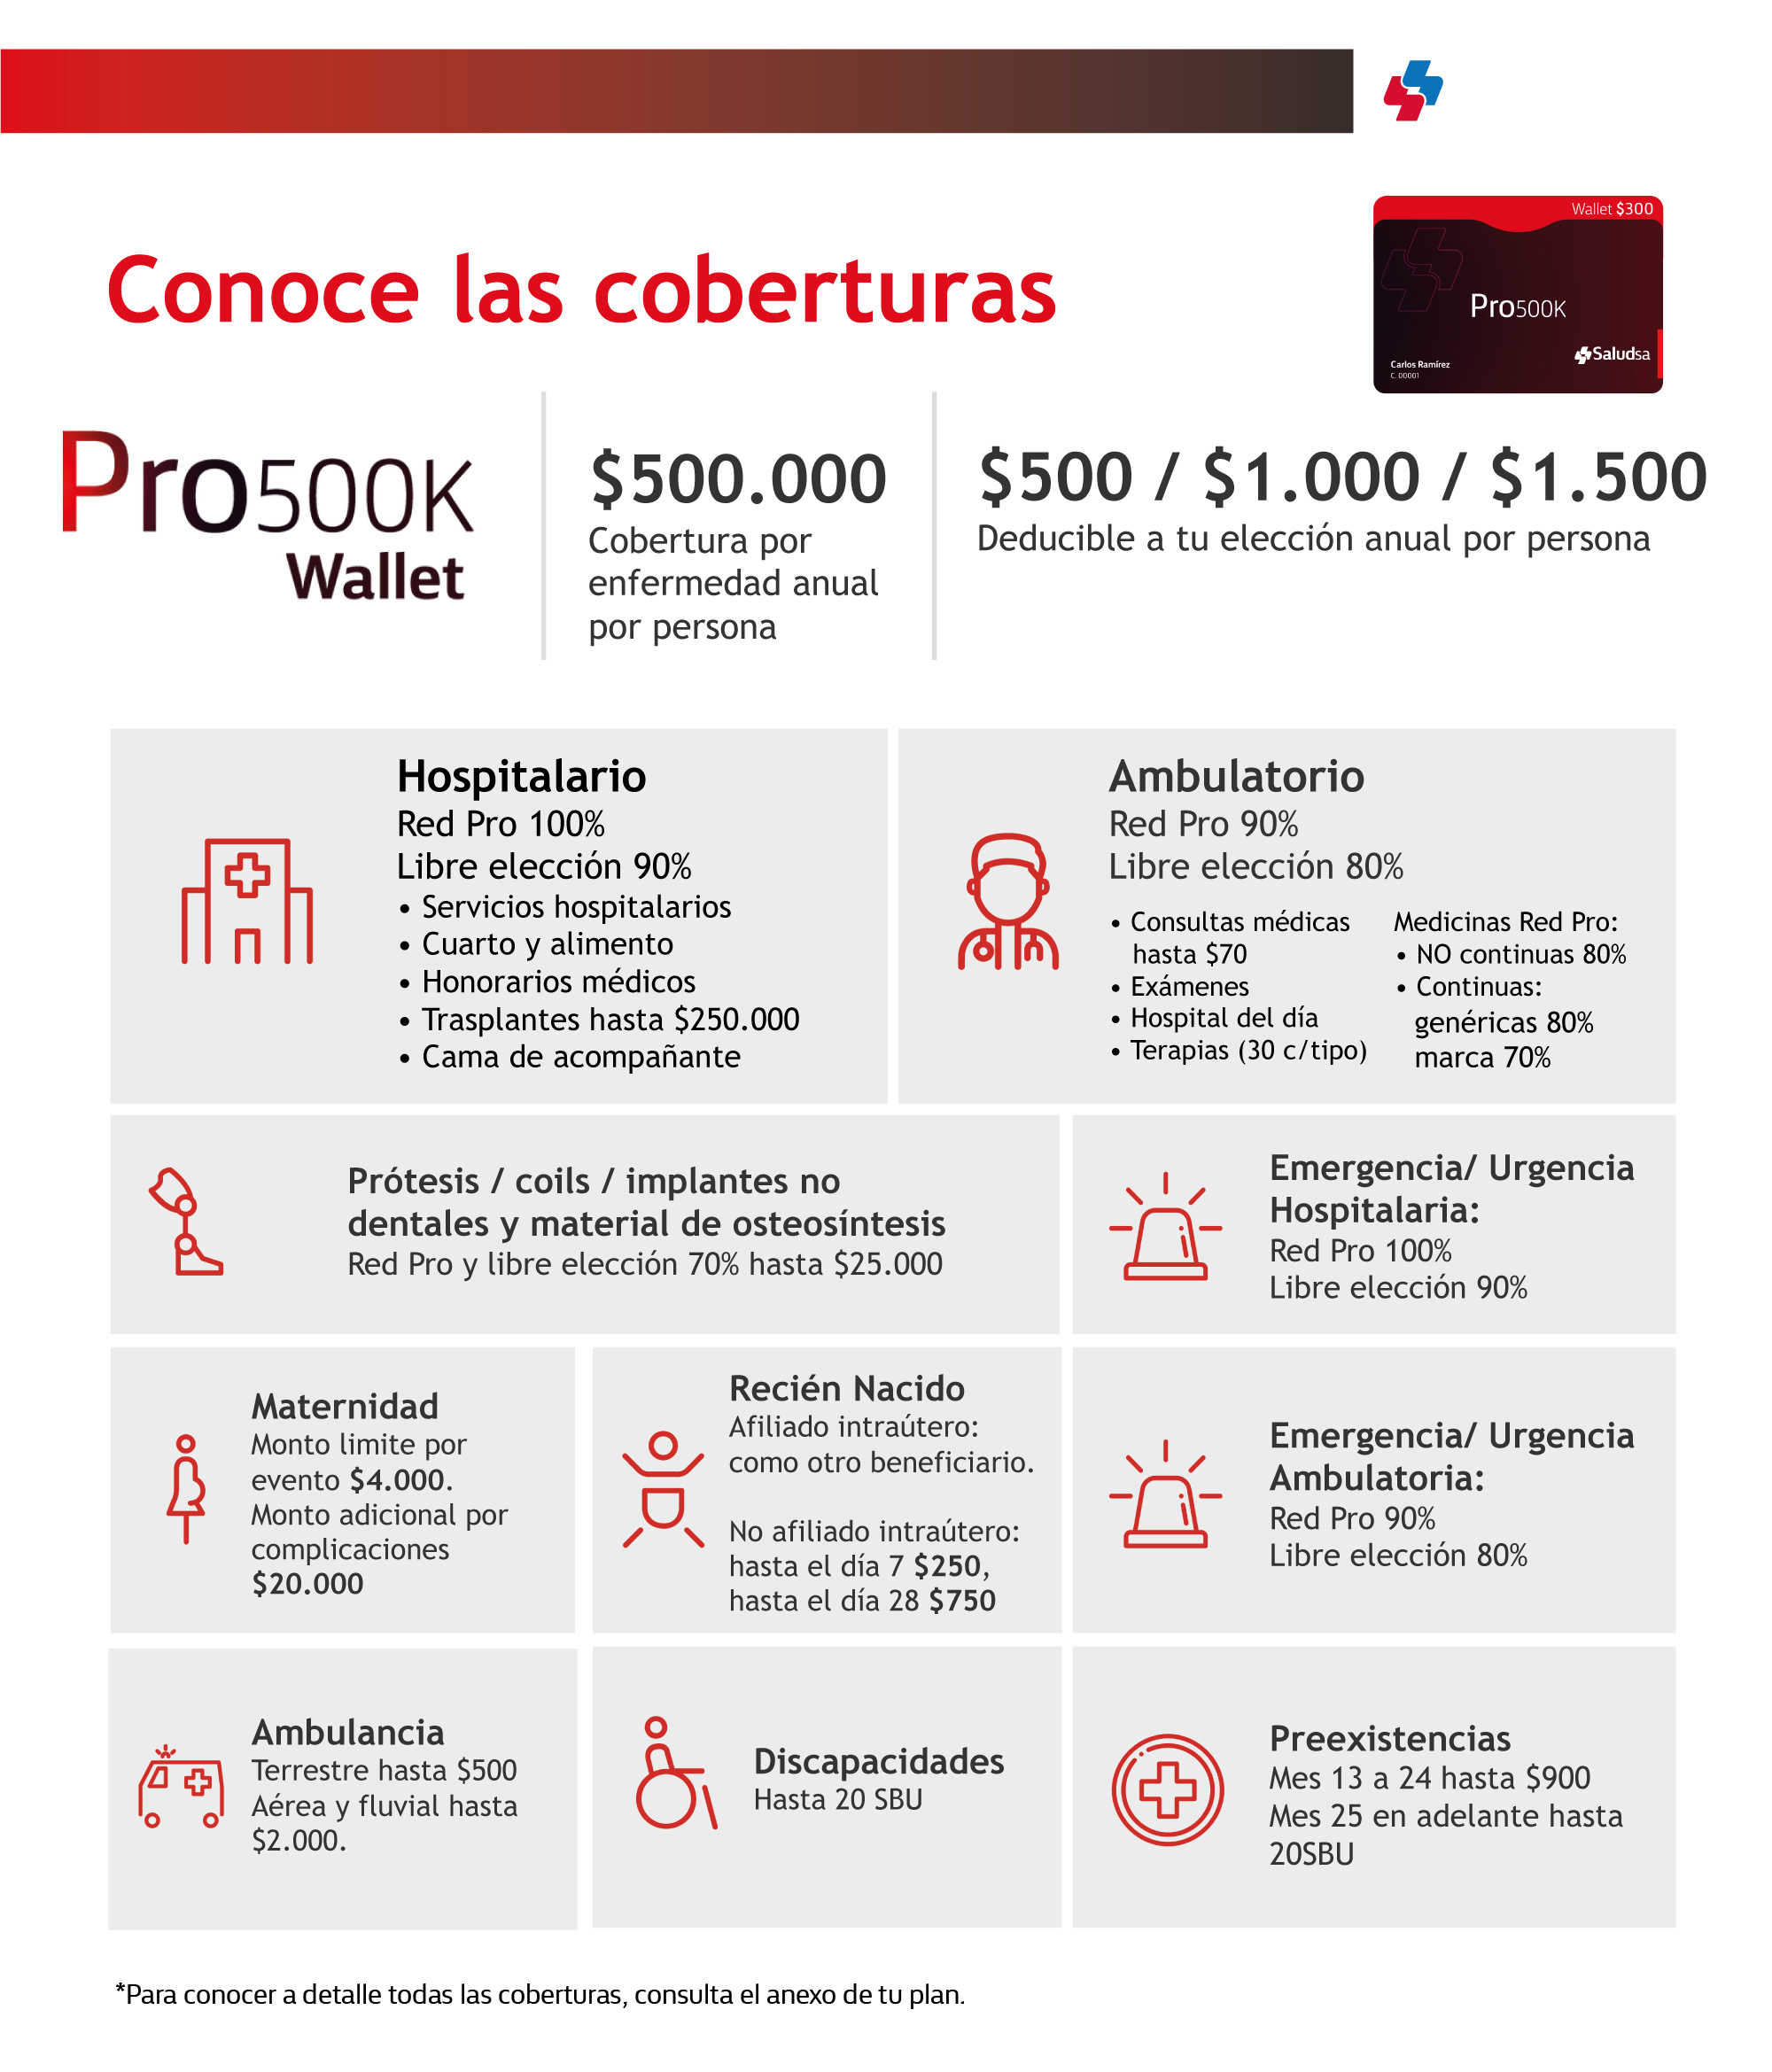 Wallet $300
Pro500K
Carlos Ramírez
C. 00001
Saludsa
Conoce las coberturas
Pro500K
Wallet
$500.000
Cobertura por
enfermedad anual
por persona
$500 / $1.000 / $1.500
Deducible a tu elección anual por persona
Hospitalario
Red Pro 100%
Libre elección 90%
• Servicios hospitalarios
• Cuarto y alimento
• Honorarios médicos
• Trasplantes hasta $250.000
• Cama de acompañante
Ambulatorio
Red Pro 90%
Libre elección 80%
• Consultas médicas
hasta $70
• Exámenes
• Hospital del día
• Terapias (30 c/tipo)
Medicinas Red Pro:
• NO continuas 80%
• Continuas:
genéricas 80%
marca 70%
Prótesis / coils / implantes no
dentales y material de osteosíntesis
Red Pro y libre elección 70% hasta $25.000
Emergencia/ Urgencia
Hospitalaria:
Red Pro 100%
Libre elección 90%
Maternidad
Monto limite por
evento $4.000.
Monto adicional por
complicaciones
$20.000
Recién Nacido
Afiliado intraútero:
como otro beneficiario.
No afiliado intraútero:
hasta el día 7 $250,
hasta el día 28 $750
Emergencia/ Urgencia
Ambulatoria:
Red Pro 90%
Libre elección 80%
Ambulancia
Terrestre hasta $500
Aérea y fluvial hasta
$2.000.
Discapacidades
Hasta 20 SBU
Preexistencias
Mes 13 a 24 hasta $900
Mes 25 en adelante hasta
20SBU
*Para conocer a detalle todas las coberturas, consulta el anexo de tu plan.